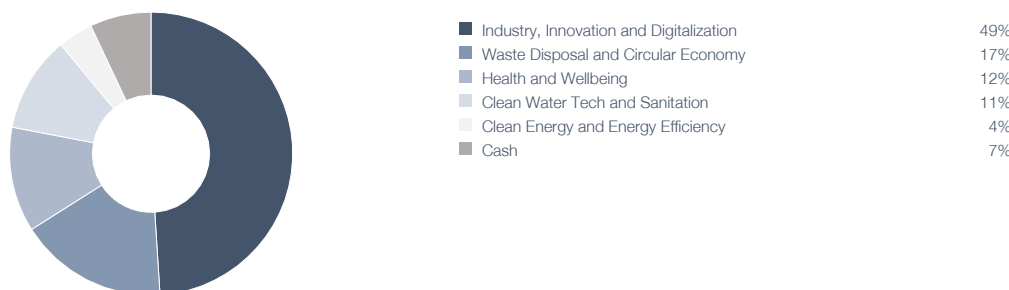 Industry, Innovation and Digitalization 49%
Waste Disposal and Circular Economy 17%
Health and Wellbeing 12%
Clean Water Tech and Sanitation 11%
Clean Energy and Energy Efficiency 4%
Cash 7%